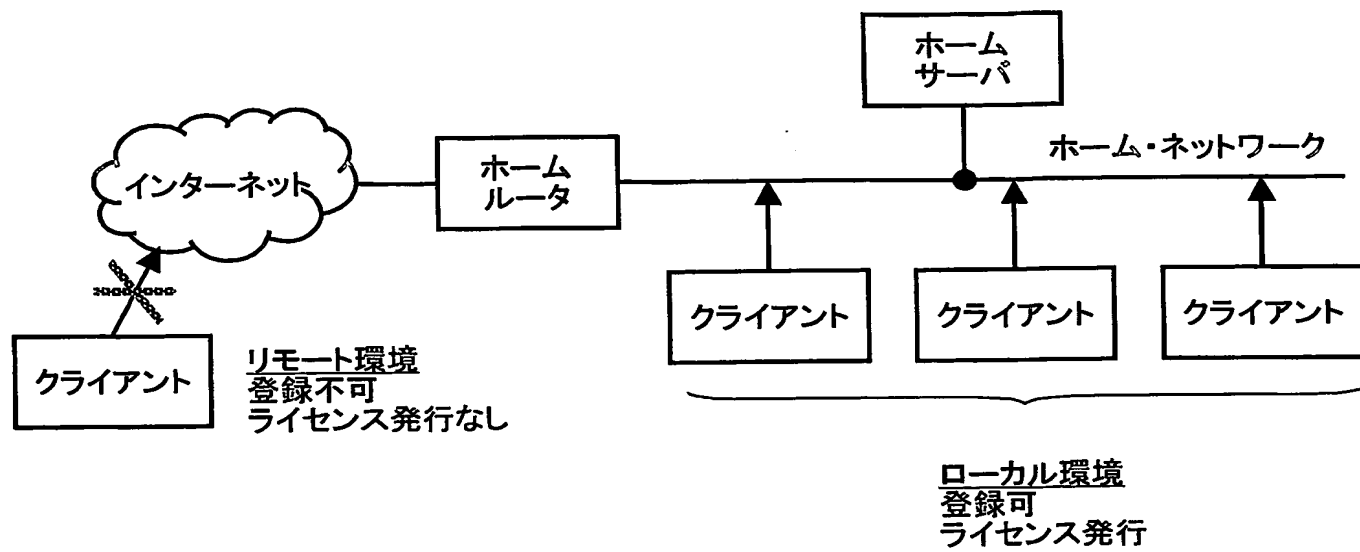 ホーム
サーバ
ホーム・ネットワーク
インターネット
ホーム
ルータ
クライアント
クライアント
クライアント
クライアント
リモート環境
登録不可
ライセンス発行なし
ローカル環境
登録可
ライセンス発行